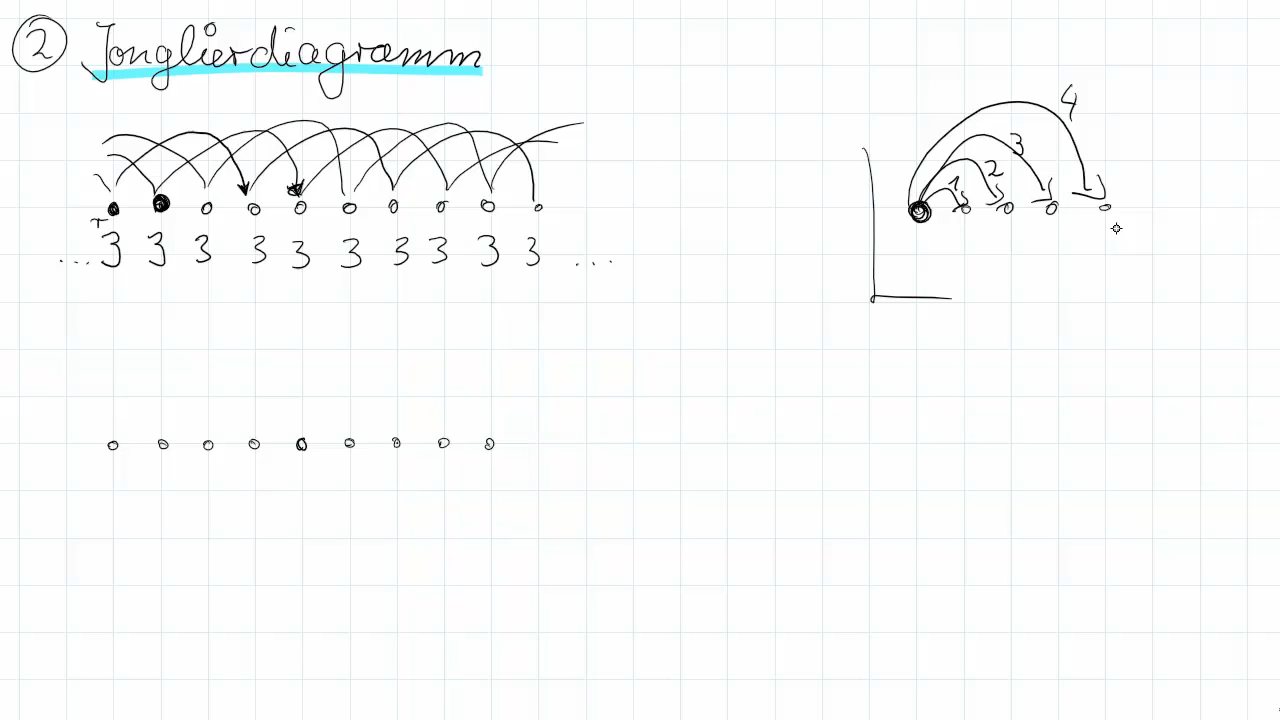 2 Jonglierdiagramm
4
3
2
1
... 3 3 3 3 3 3 3 3 3 3 ...